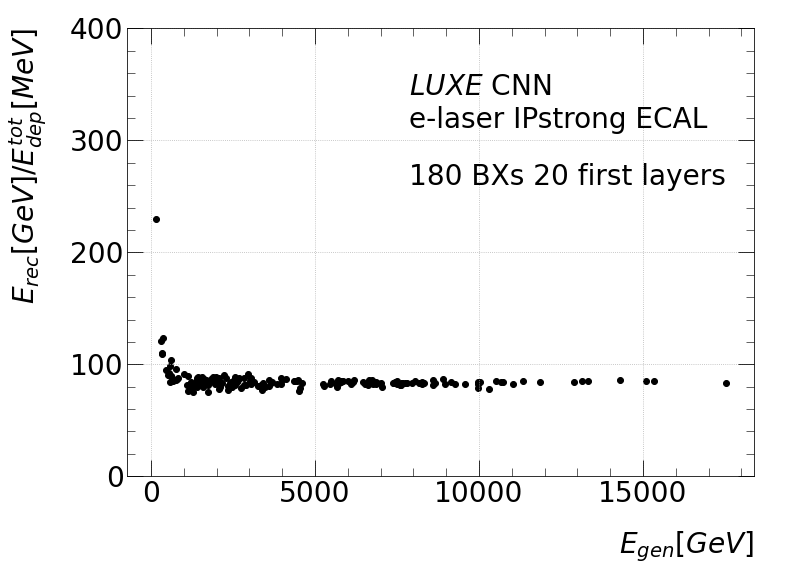 400
300
200
100
0
E_rec[GeV]/E_dep^tot[MeV]
LUXE CNN
e-laser IPstrong ECAL
180 BXs 20 first layers
0 5000 10000 15000
E_gen[GeV]